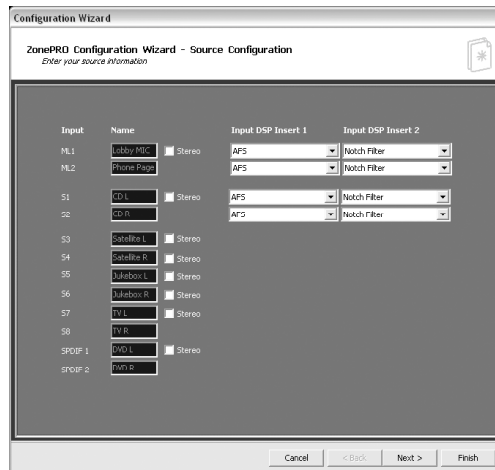 Configuration Wizard
ZonePRO Configuration Wizard - Source Configuration
Enter your source information
Input Name Input DSP Insert 1 Input DSP Insert 2
ML1 Lobby MIC Stereo AFS Notch Filter
ML2 Phone Page AFS Notch Filter
S1 CD L Stereo AFS Notch Filter
S2 CD R AFS Notch Filter
S3 Satellite L Stereo
S4 Satellite R Stereo
S5 Jukebox L Stereo
S6 Jukebox R Stereo
S7 TV L Stereo
S8 TV R
SPDIF 1 DVD L Stereo
SPDIF 2 DVD R
Cancel < Back Next > Finish